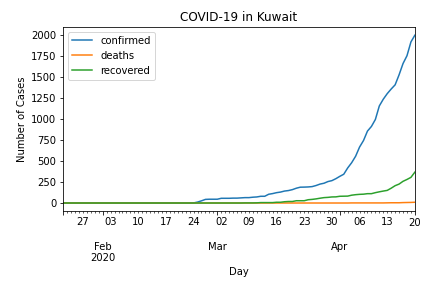 COVID-19 in Kuwait
confirmed
deaths
recovered
2000
1750
1500
1250
1000
750
500
250
0
Number of Cases
27 03 10 17 24 02 09 16 23 30 06 13 20
Feb Mar Apr
2020
Day